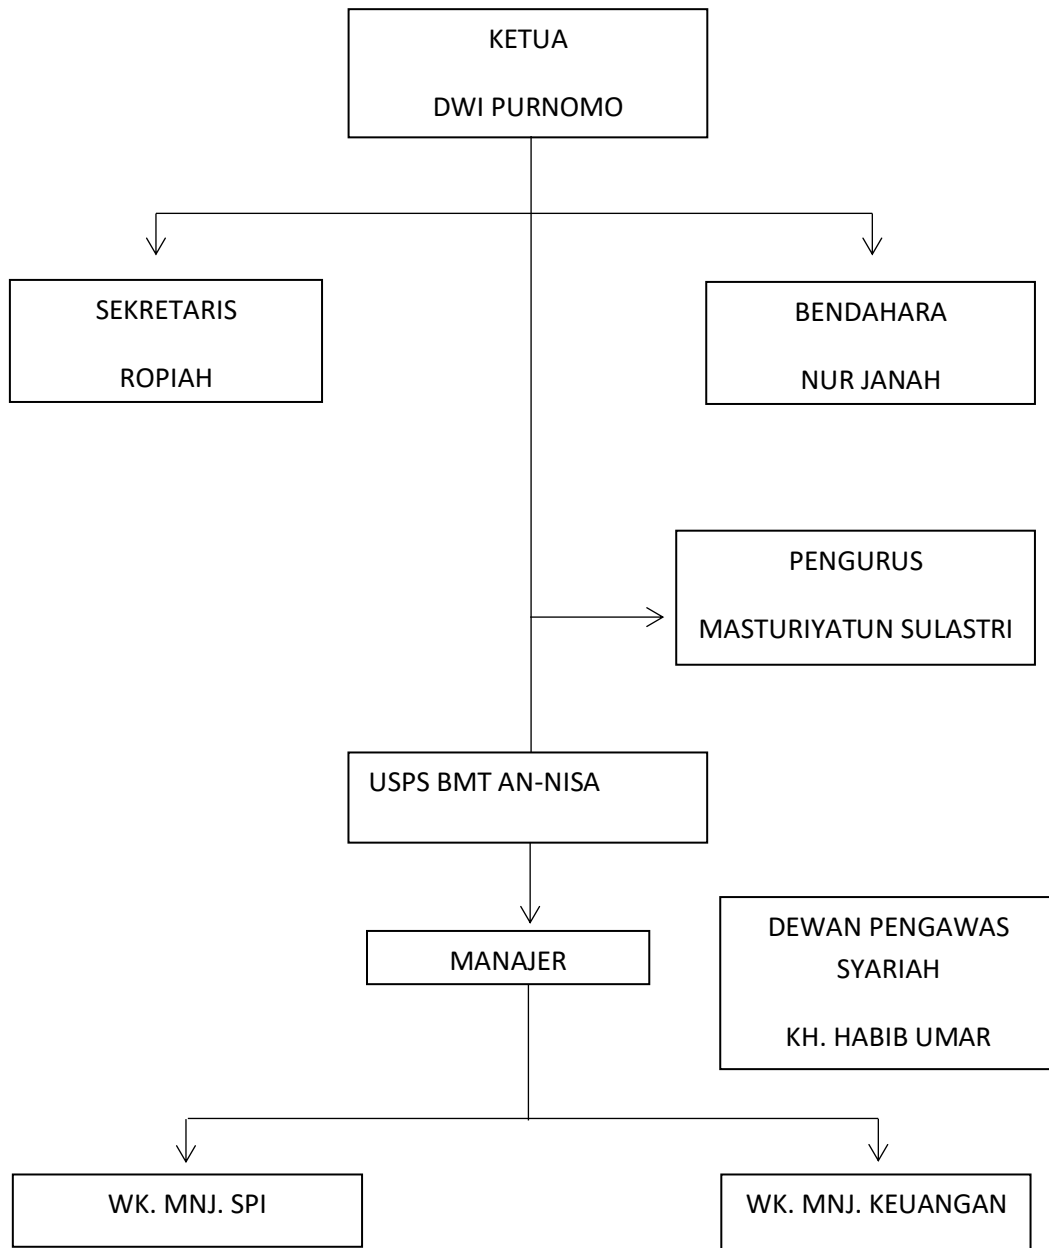 KETUA
DWI PURNOMO
SEKRETARIS
ROPIAH
BENDAHARA
NUR JANAH
PENGURUS
MASTURIYATUN SULASTRI
USPS BMT AN-NISA
MANAJER
DEWAN PENGAWAS
SYARIAH
KH. HABIB UMAR
WK. MNJ. SPI
WK. MNJ. KEUANGAN